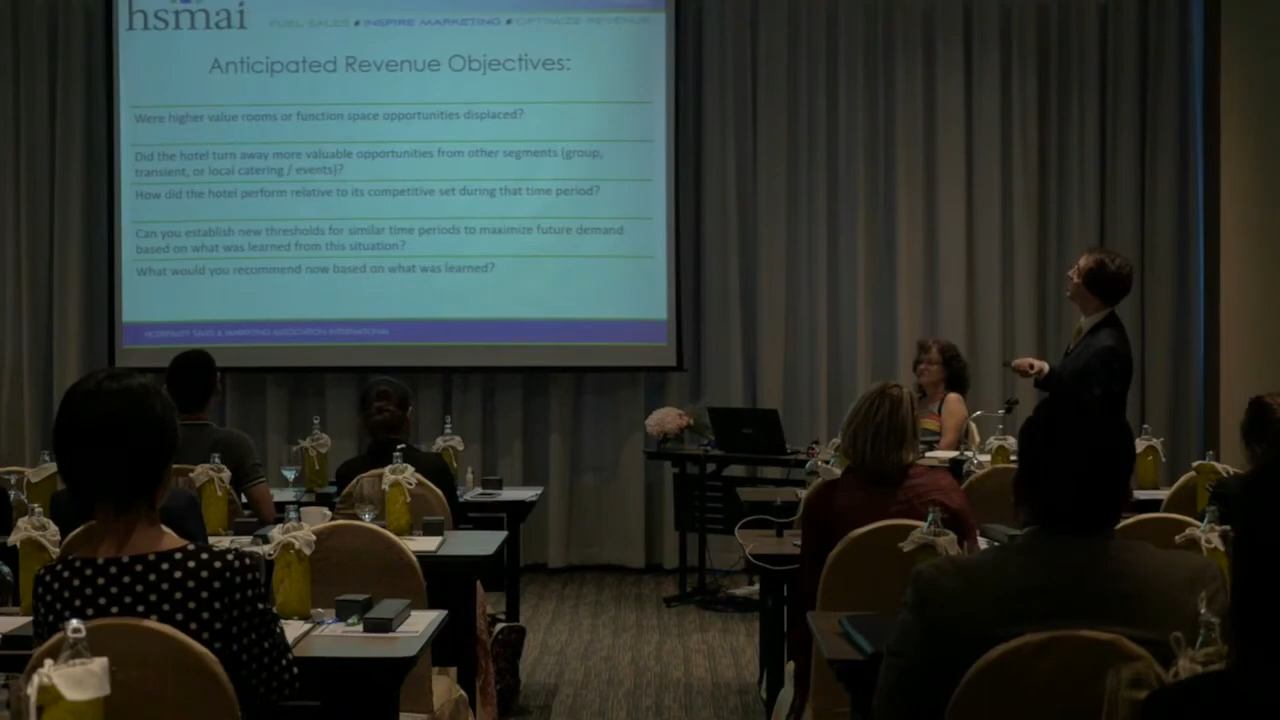 hsmai
FUEL SALES INSPIRE MARKETING OPTIMIZE REVENUE
Anticipated Revenue Objectives:
Were higher value rooms or function space opportunities displaced?
Did the hotel turn away more valuable opportunities from other segments (group,
transient, or local catering / events)?
How did the hotel perform relative to its competitive set during that time period?
Can you establish new thresholds for similar time periods to maximize future demand
based on what was learned from this situation?
What would you recommend now based on what was learned?
HOSPITALITY SALES & MARKETING ASSOCIATION INTERNATIONAL